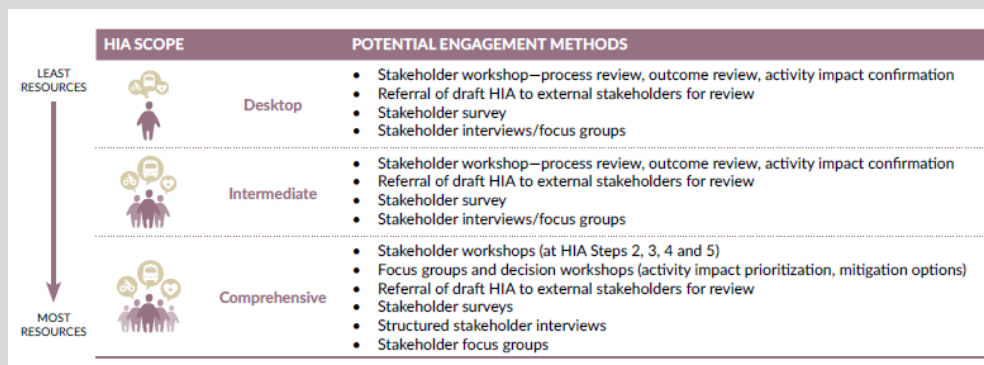 HIA SCOPE
POTENTIAL ENGAGEMENT METHODS
LEAST
RESOURCES
Desktop
• Stakeholder workshop—process review, outcome review, activity impact confirmation
• Referral of draft HIA to external stakeholders for review
• Stakeholder survey
• Stakeholder interviews/focus groups
Intermediate
• Stakeholder workshop—process review, outcome review, activity impact confirmation
• Referral of draft HIA to external stakeholders for review
• Stakeholder survey
• Stakeholder interviews/focus groups
Comprehensive
• Stakeholder workshops (at HIA Steps 2, 3, 4 and 5)
• Focus groups and decision workshops (activity impact prioritization, mitigation options)
• Referral of draft HIA to external stakeholders for review
• Stakeholder surveys
• Structured stakeholder interviews
• Stakeholder focus groups
MOST
RESOURCES